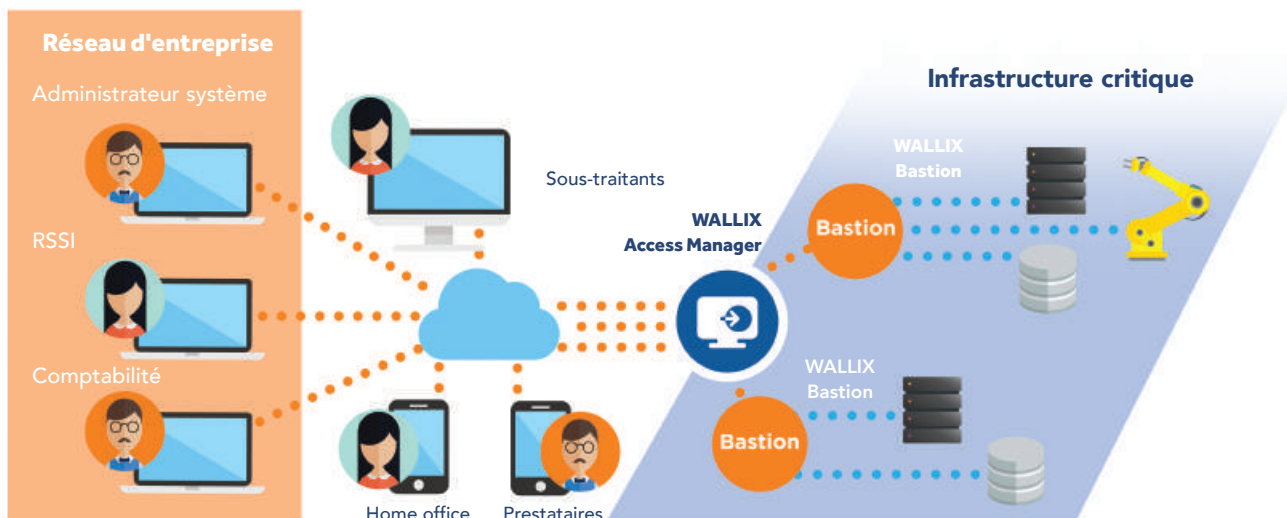 Réseau d'entreprise
Administrateur système
RSSI
Comptabilité
Sous-traitants
Home office
Prestataires
WALLIX
Access Manager
Infrastructure critique
WALLIX
Bastion
Bastion
WALLIX
Bastion
Bastion